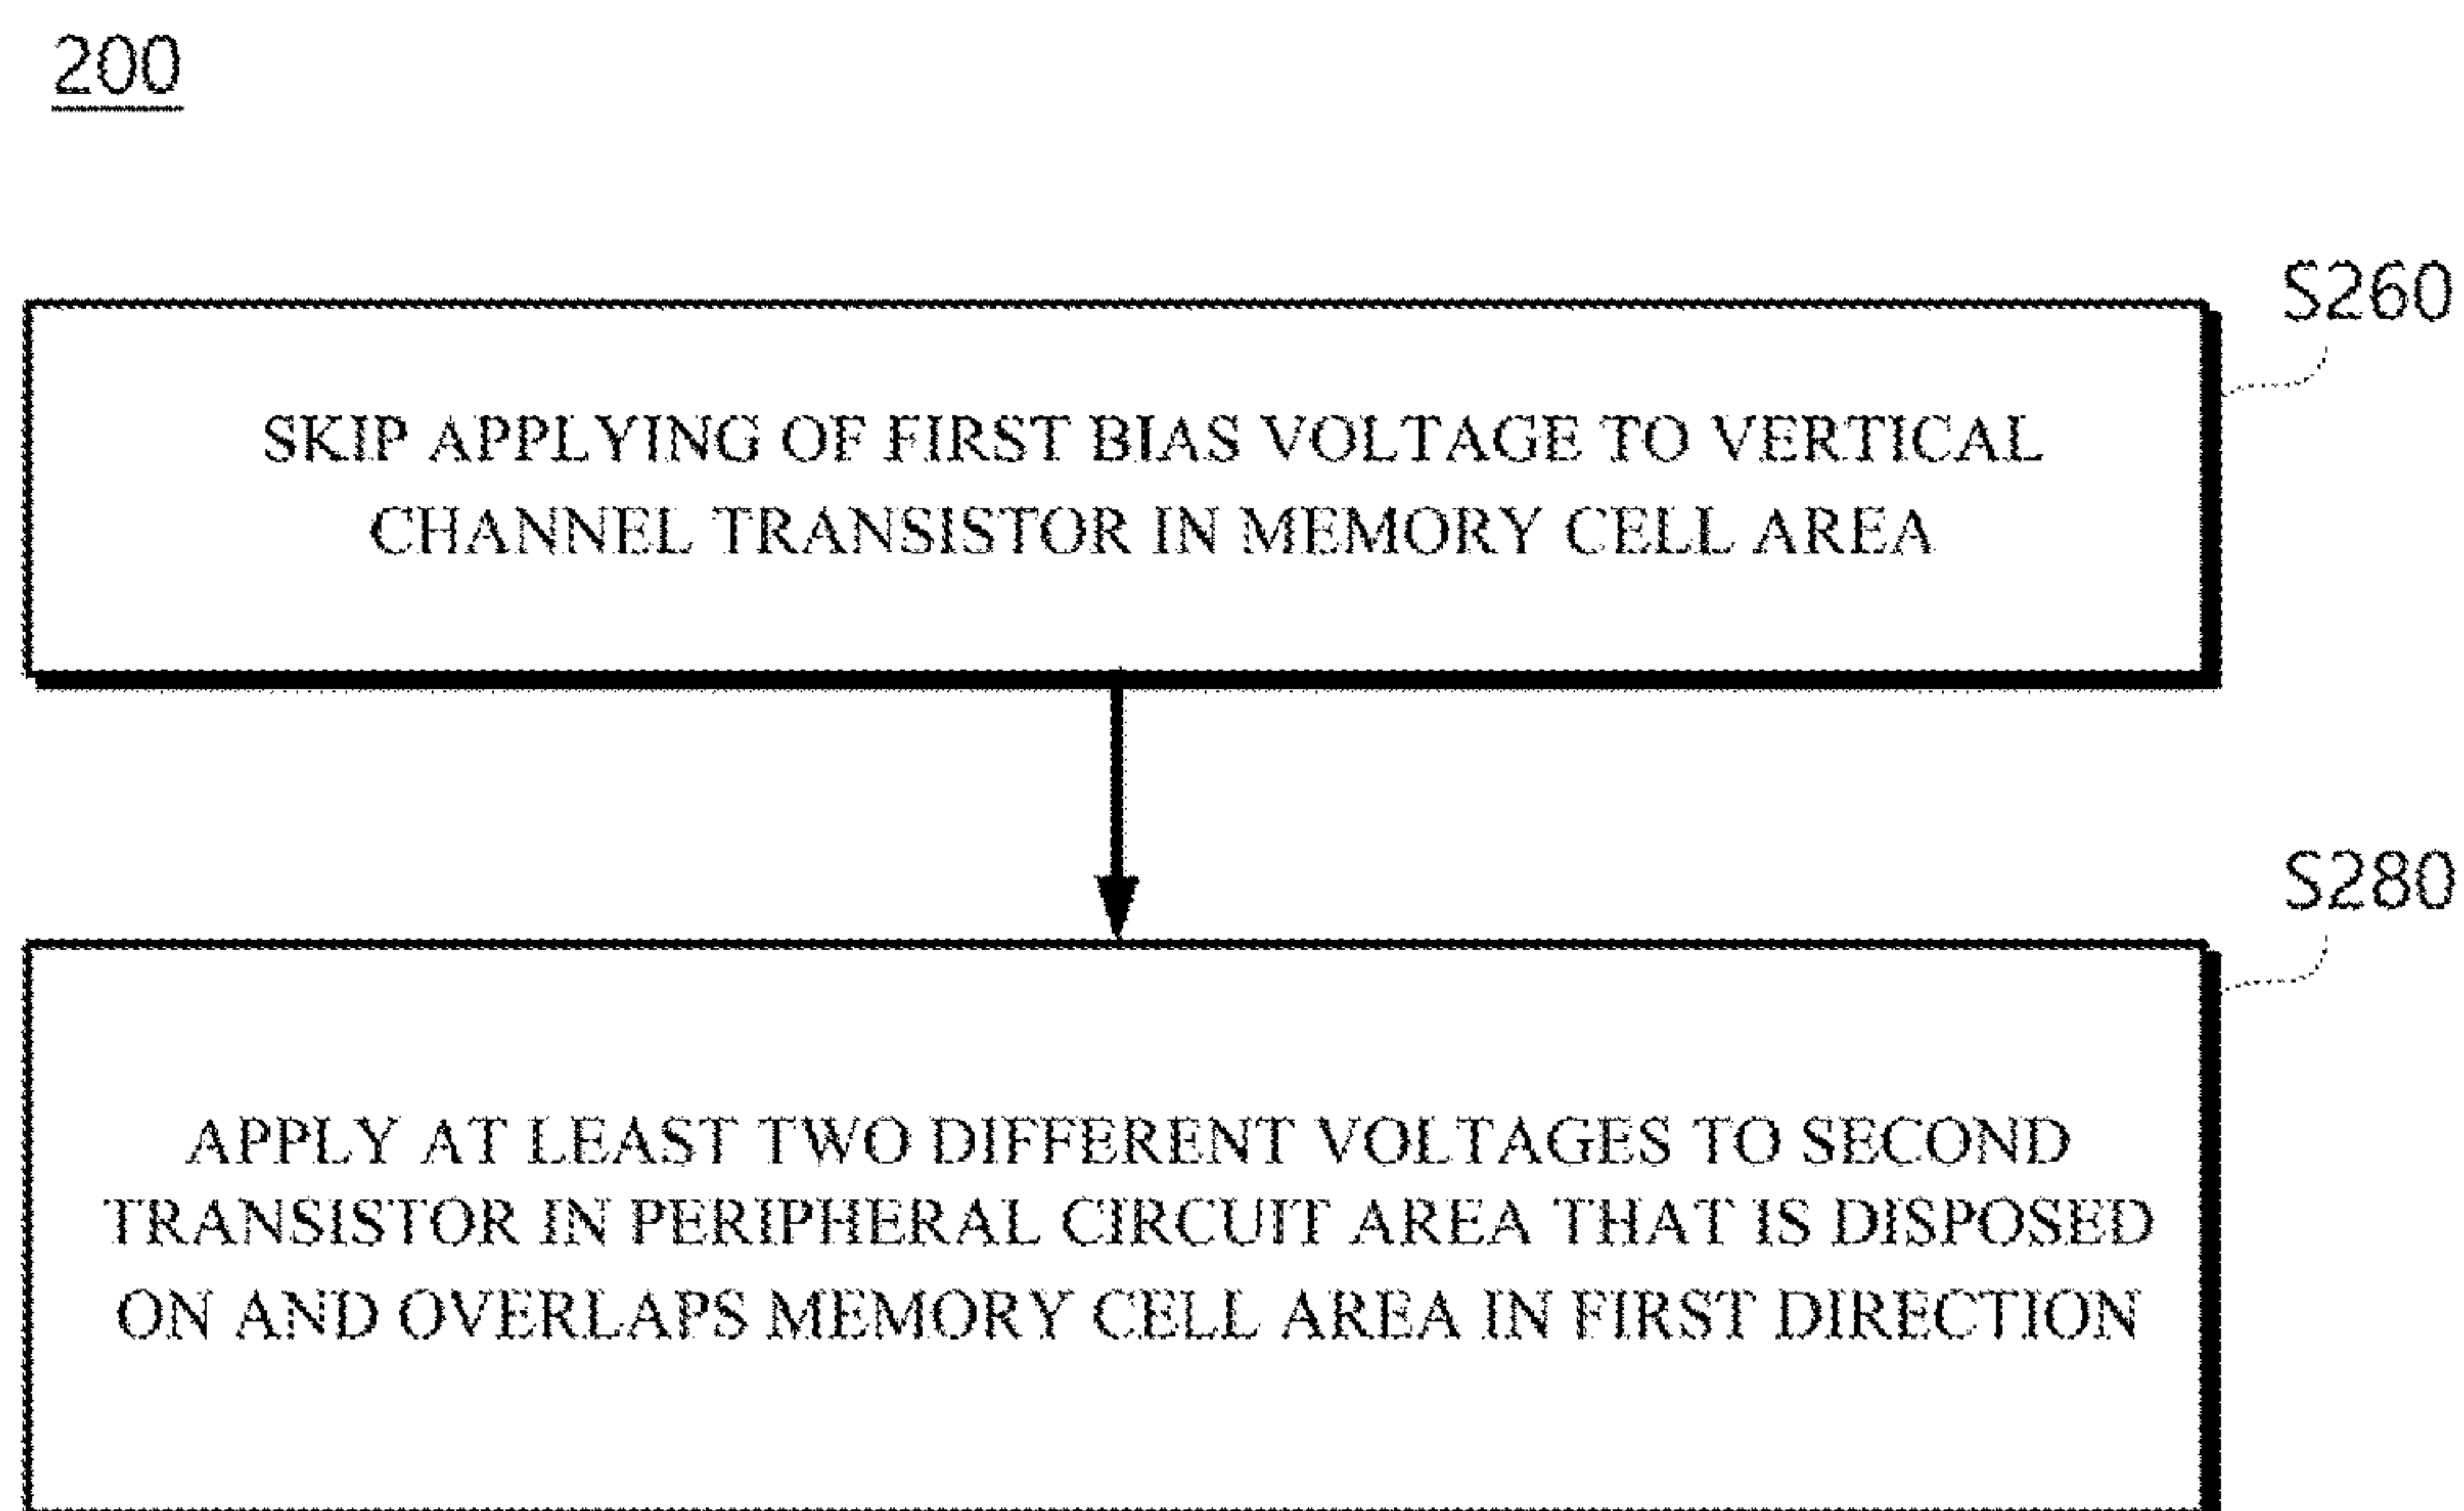 200
S260
SKIP APPLYING OF FIRST BIAS VOLTAGE TO VERTICAL
CHANNEL TRANSISTOR IN MEMORY CELL AREA
S280
APPLY AT LEAST TWO DIFFERENT VOLTAGES TO SECOND
TRANSISTOR IN PERIPHERAL CIRCUIT AREA THAT IS DISPOSED
ON AND OVERLAPS MEMORY CELL AREA IN FIRST DIRECTION